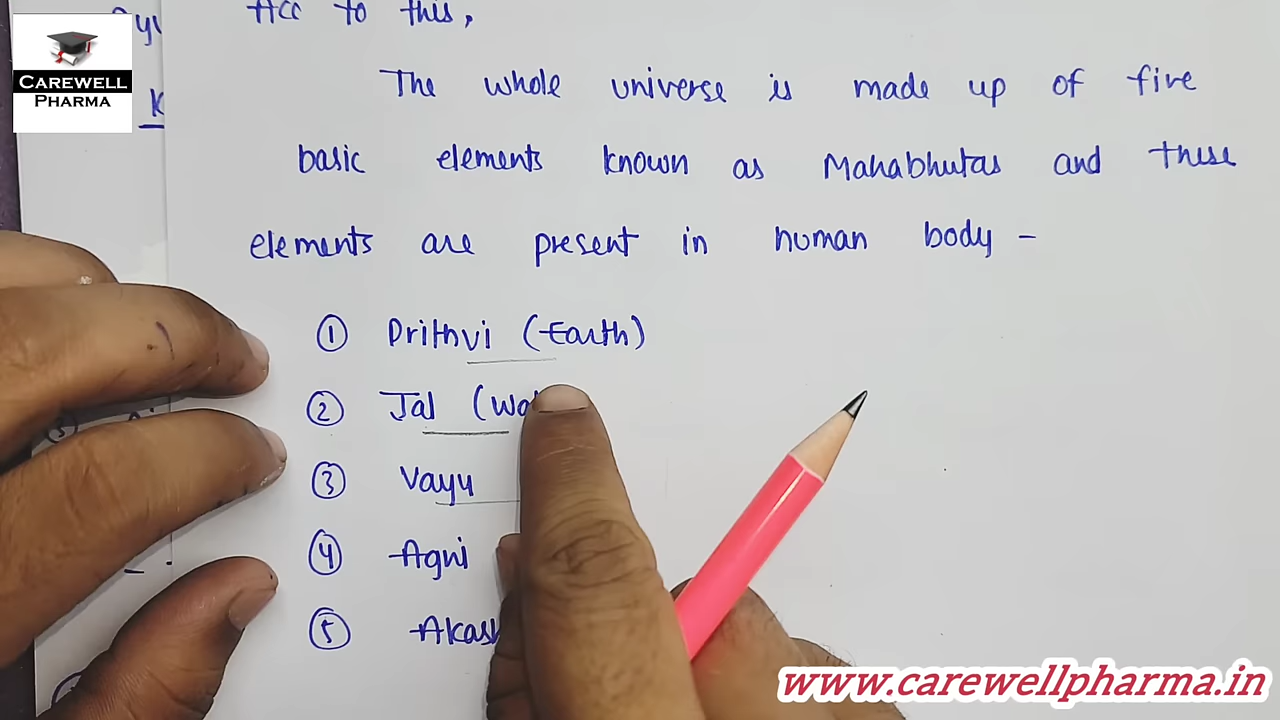 Acc to this,
CAREWELL
PHARMA
The whole universe is made up of five
basic elements known as Mahabhutas and these
elements are present in human body -
① Prithvi (Earth)
② Jal
③ Vayu
④ Agni
⑤
www.carewellpharma.in